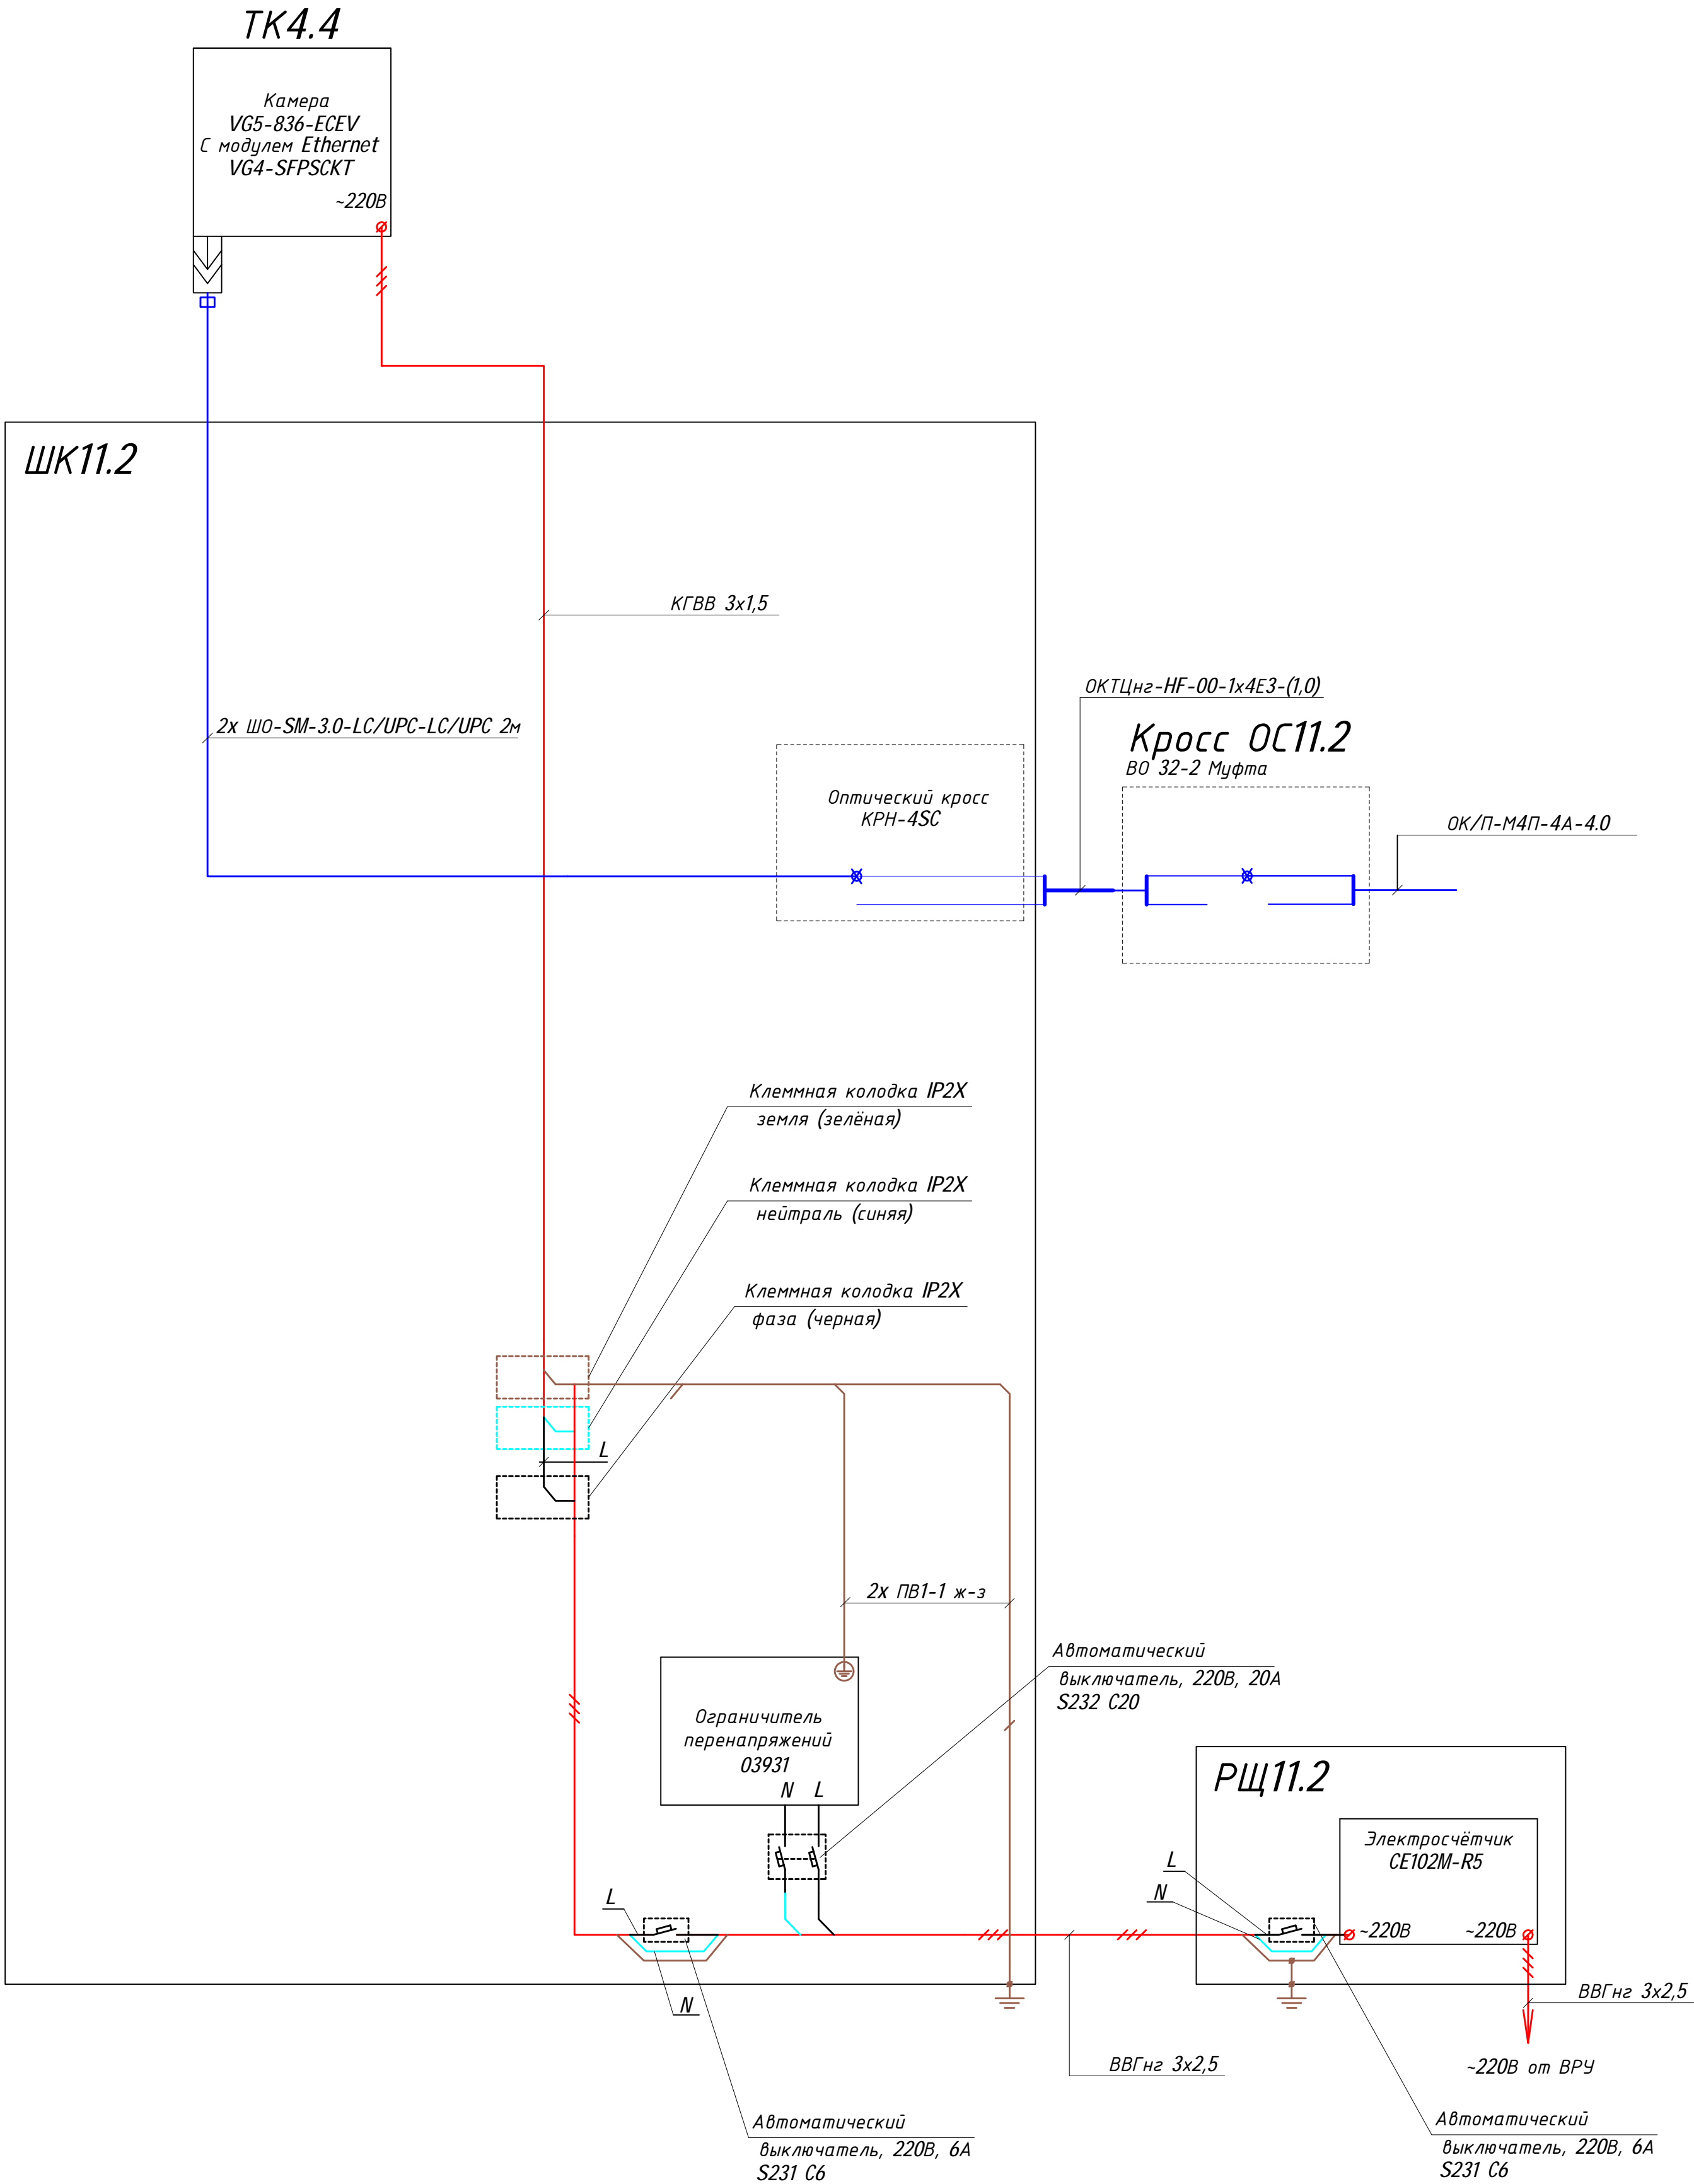 ТК4.4
Камера
VG5-836-ECEV
С модулем Ethernet
VG4-SFPSCKT
~220В
ШК11.2
КГВВ 3х1,5
2х ШО-SM-3.0-LC/UPC-LC/UPC 2м
ОКТЦнг-HF-00-1х4Е3-(1,0)
Кросс ОС11.2
ВО 32-2 Муфта
Оптический кросс
КРН-4SC
ОК/П-М4П-4А-4.0
Клеммная колодка IP2X
земля (зелёная)
Клеммная колодка IP2X
нейтраль (синяя)
Клеммная колодка IP2X
фаза (черная)
L
2х ПВ1-1 ж-з
Автоматический
выключатель, 220В, 20А
S232 C20
Ограничитель
перенапряжений
03931
N L
РЩ11.2
Электросчётчик
СЕ102М-R5
L
N
~220В ~220В
L
N
ВВГнг 3х2,5
ВВГнг 3х2,5
~220В от ВРУ
Автоматический
выключатель, 220В, 6А
S231 C6
Автоматический
выключатель, 220В, 6А
S231 C6